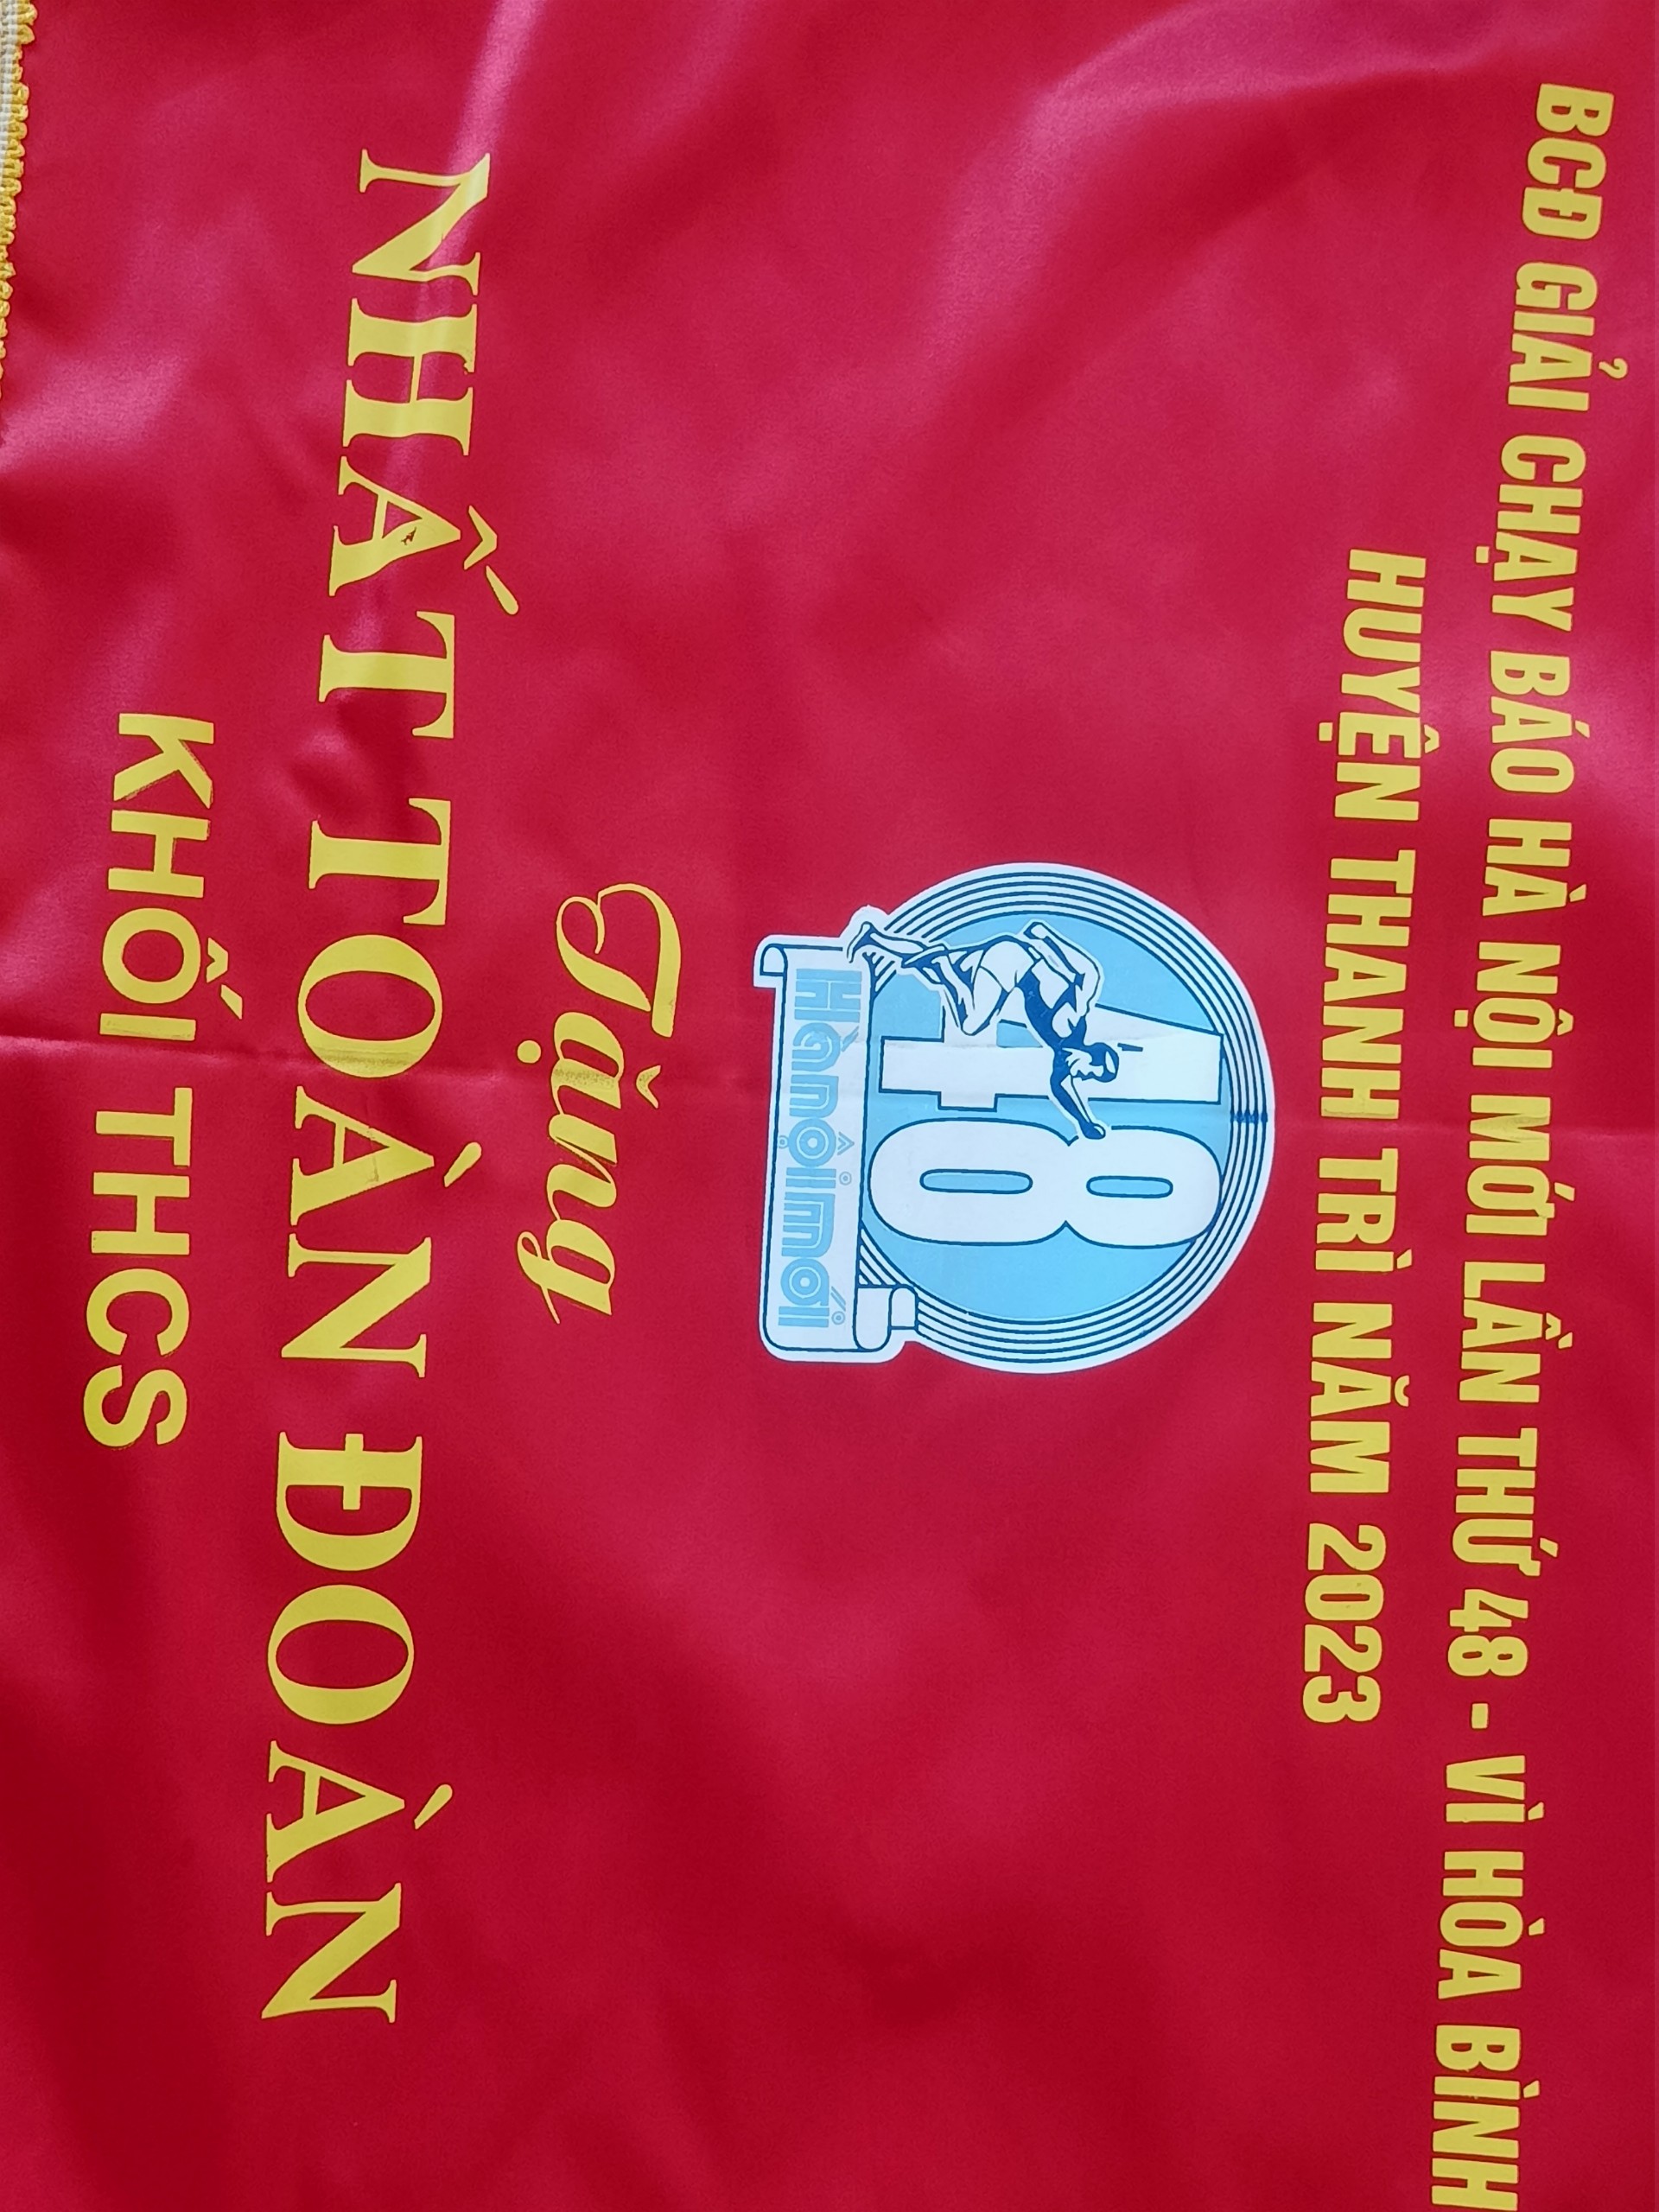 BCĐ GIẢI CHẠY BÁO HÀ NỘI MỚI LẦN THỨ 48 - VÌ HÒA BÌNH
HUYỆN THANH TRÌ NĂM 2023
48
Hànộimới
Tặng
NHẤT TOÀN ĐOÀN
KHỐI THCS